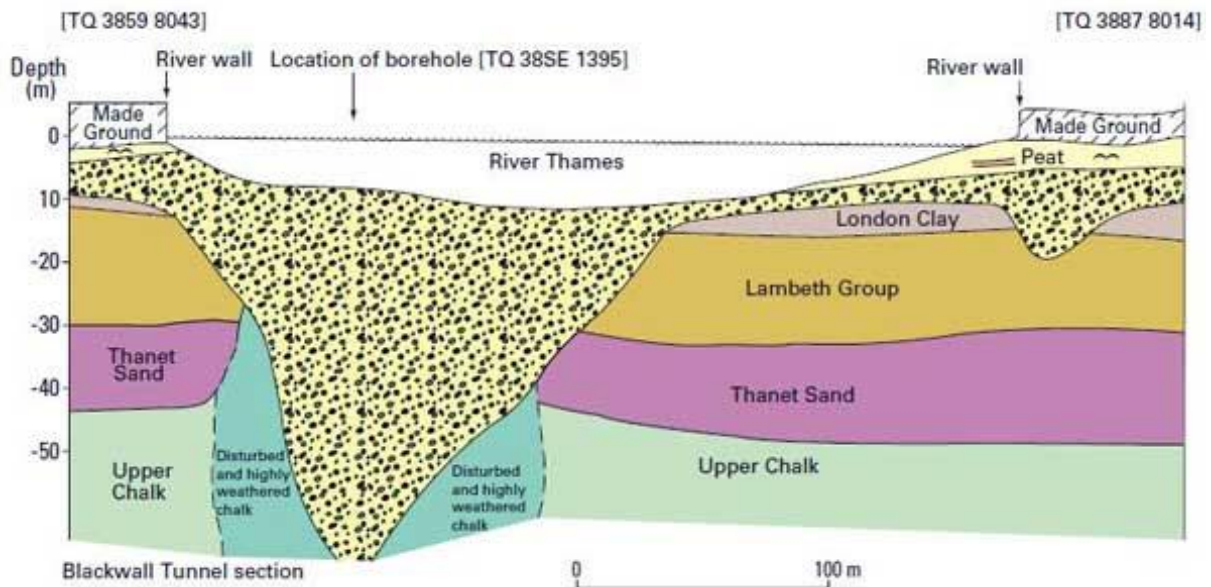 [TQ 3859 8043]
[TQ 3887 8014]
River wall
Location of borehole [TQ 38SE 1395]
River wall
Depth
(m)
Made
Ground
Made Ground
0
River Thames
Peat
10
London Clay
-20
Lambeth Group
-30
Thanet
Sand
-40
Thanet Sand
-50
Upper
Chalk
Disturbed
and highly
weathered
chalk
Disturbed
and highly
weathered
chalk
Upper Chalk
Blackwall Tunnel section
0
100 m